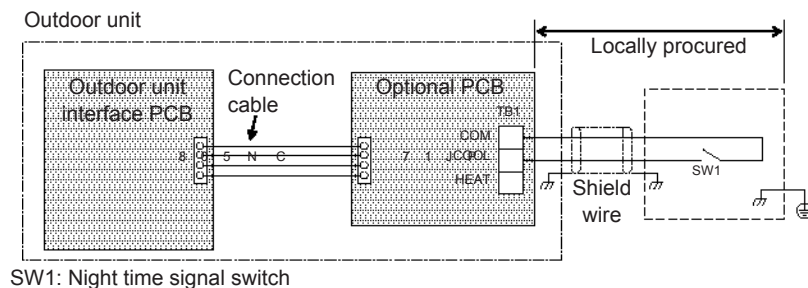 Outdoor unit
Locally procured
Outdoor unit
interface PCB
Connection
cable
Optional PCB
TB1
COM
COOL
HEAT
8 5 N C
7 1 J
SW1
Shield
wire
SW1: Night time signal switch